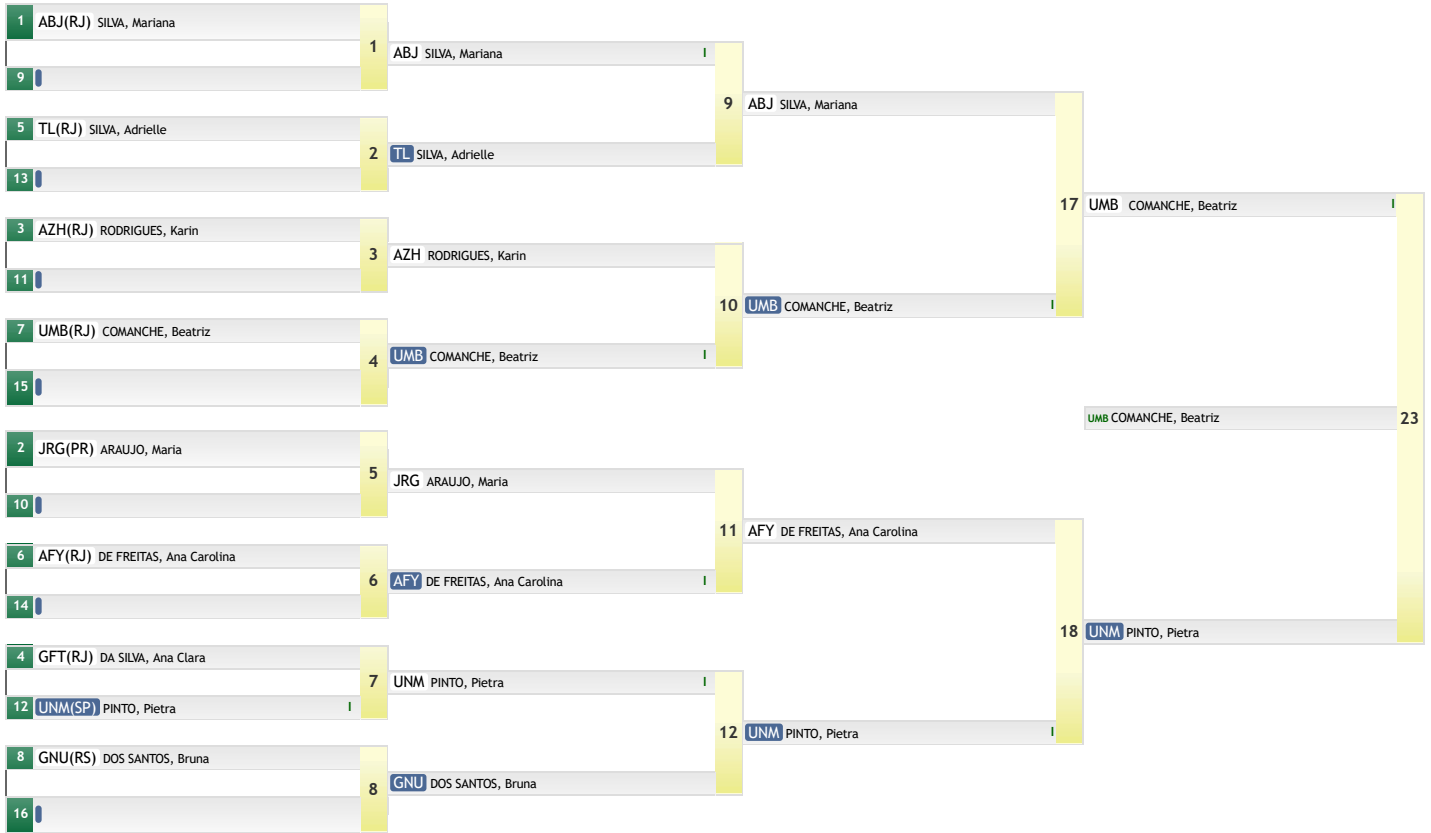 1 ABJ(RJ) SILVA, Mariana
1
ABJ SILVA, Mariana I
9
9 ABJ SILVA, Mariana
5 TL(RJ) SILVA, Adrielle
2 TL SILVA, Adrielle
13
17 UMB COMANCHE, Beatriz I
3 AZH(RJ) RODRIGUES, Karin
3 AZH RODRIGUES, Karin
11
10 UMB COMANCHE, Beatriz I
7 UMB(RJ) COMANCHE, Beatriz
4 UMB COMANCHE, Beatriz I
15
UMB COMANCHE, Beatriz 23
2 JRG(PR) ARAUJO, Maria
5 JRG ARAUJO, Maria
10
11 AFY DE FREITAS, Ana Carolina
6 AFY(RJ) DE FREITAS, Ana Carolina
6 AFY DE FREITAS, Ana Carolina I
14
18 UNM PINTO, Pietra
4 GFT(RJ) DA SILVA, Ana Clara
7 UNM PINTO, Pietra I
12 UNM(SP) PINTO, Pietra I
12 UNM PINTO, Pietra I
8 GNU(RS) DOS SANTOS, Bruna
8 GNU DOS SANTOS, Bruna
16